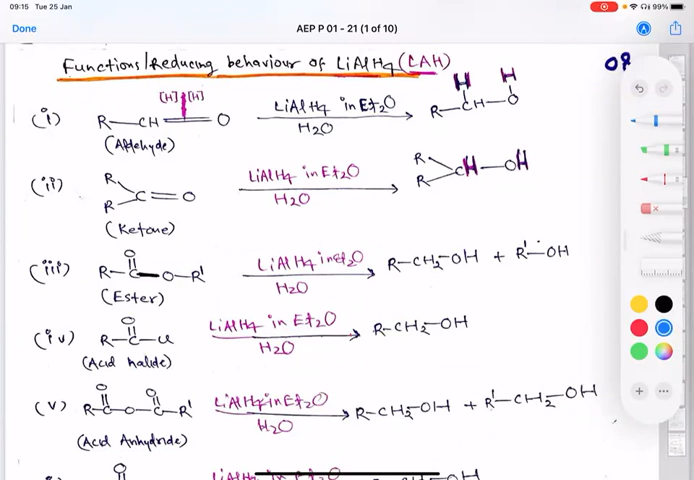 09:15 Tue 25 Jan 99%
Done AEP P 01 - 21 (1 of 10)
Functions/Reducing behaviour of LiAlH4 (LAH)
08
(i) R-CH=O [H] [H] LiAlH4 in Et2O H2O R-CH-O H H
(Aldehyde)
(ii) R R C=O LiAlH4 in Et2O H2O R R CH-OH
(Ketone)
(iii) R-C-O-R' O LiAlH4 in Et2O H2O R-CH2-OH + R'-OH
(Ester)
(iv) R-C-Cl O LiAlH4 in Et2O H2O R-CH2-OH
(Acid halide)
(v) R-C-O-C-R' O O LiAlH4 in Et2O H2O R-CH2-OH + R'-CH2-OH
(Acid Anhydride)
O